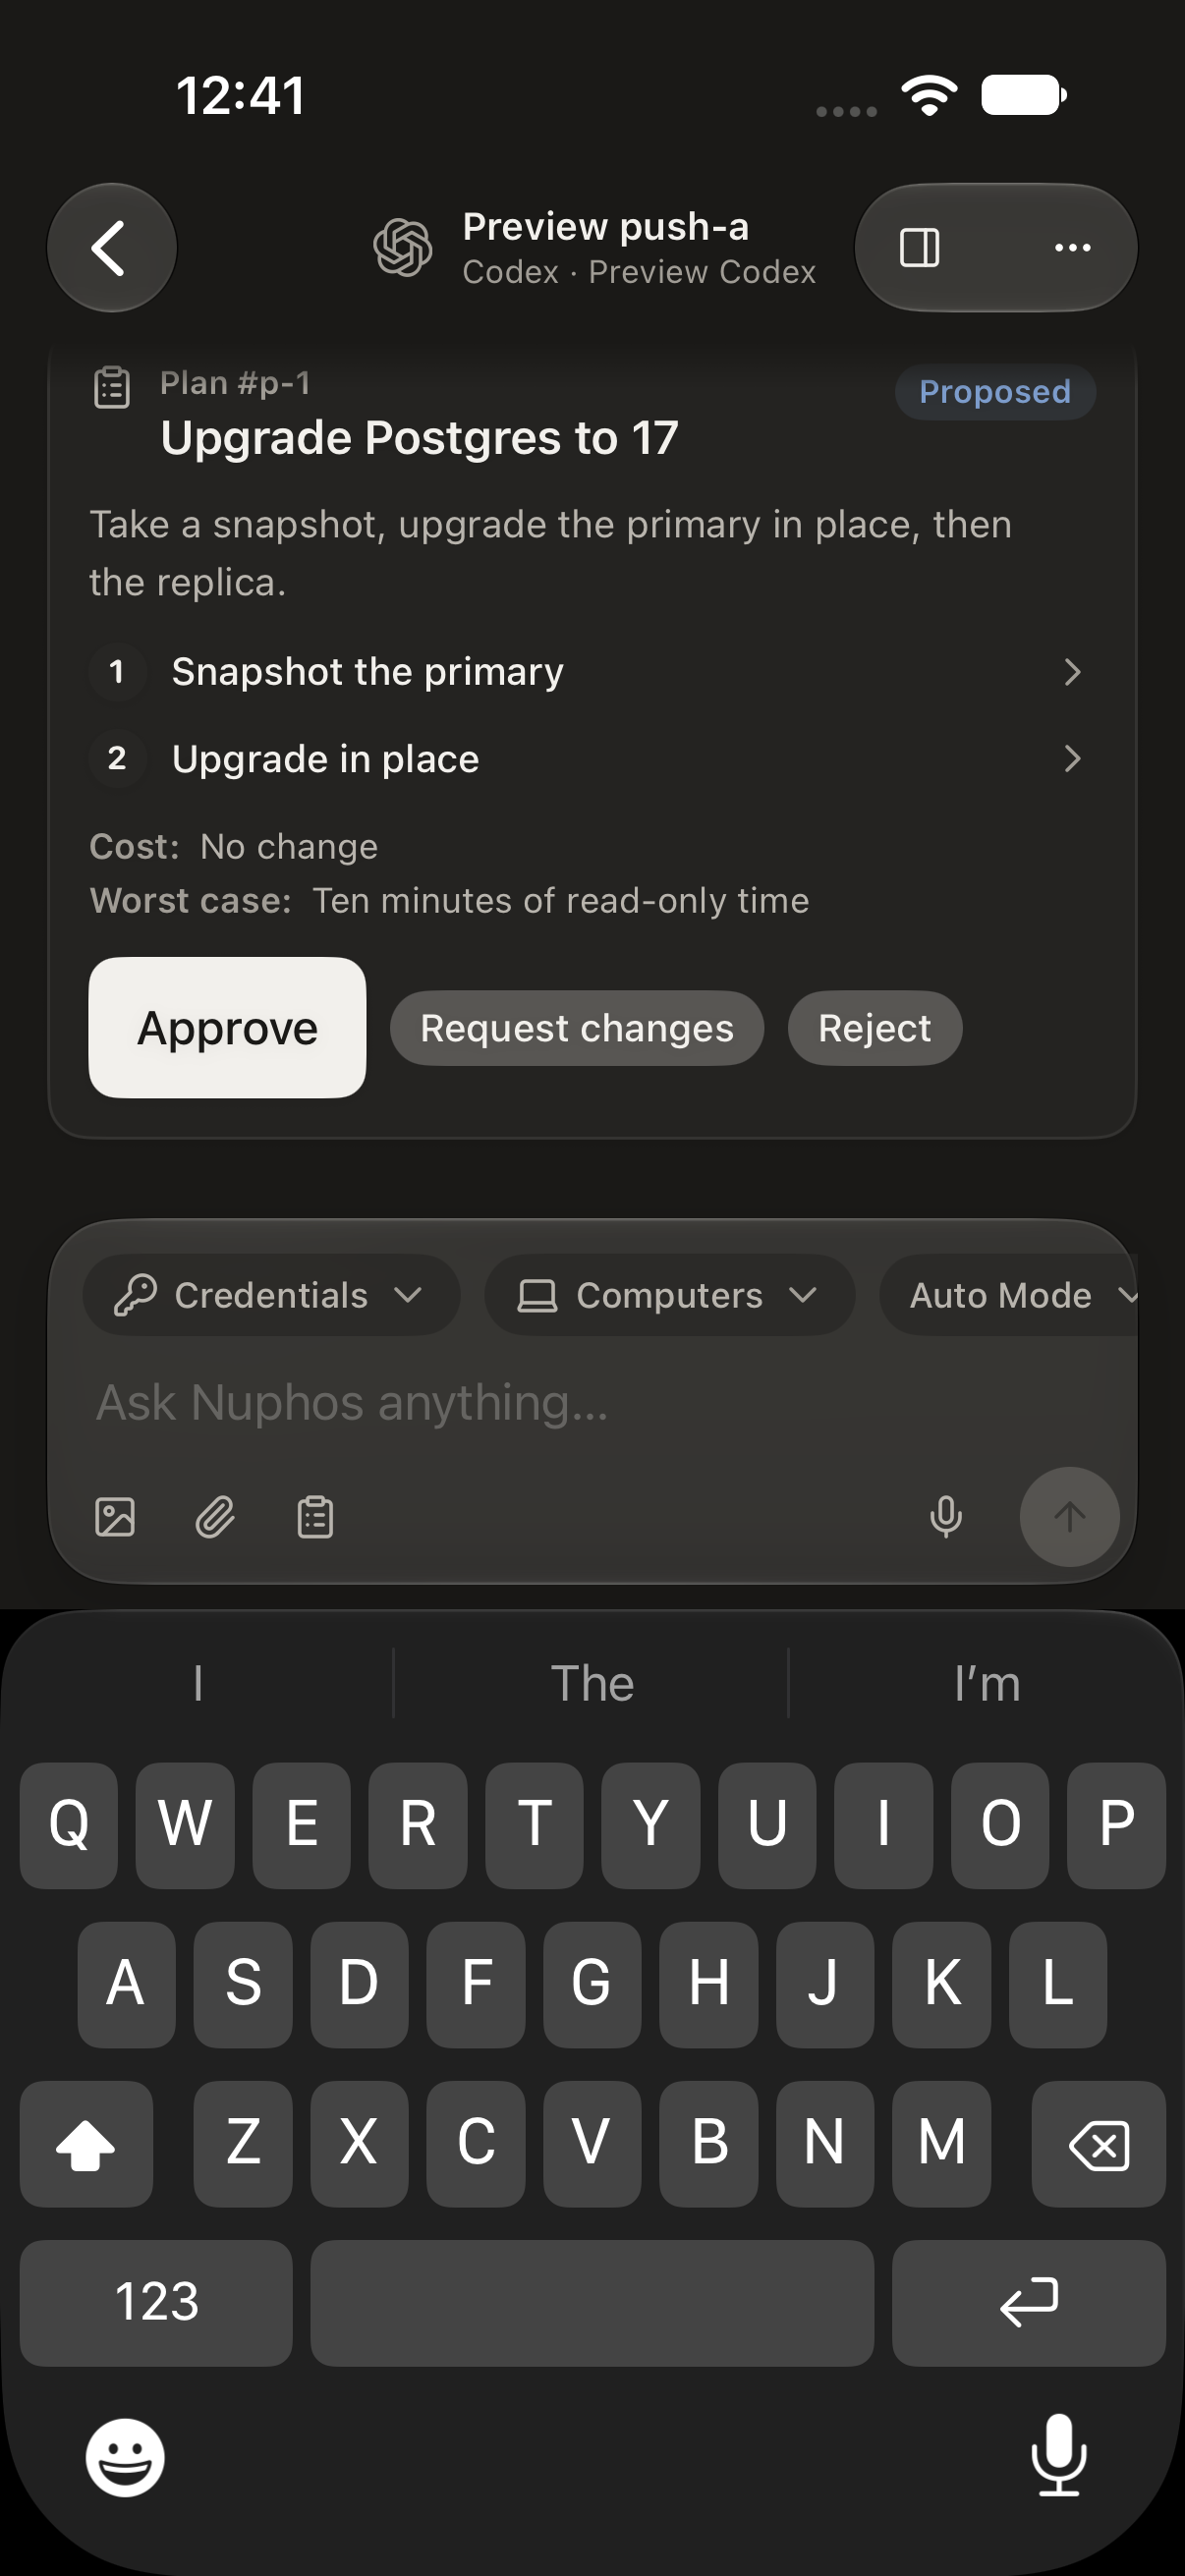 12:41
Preview push-a
Codex · Preview Codex
Plan #p-1
Proposed
Upgrade Postgres to 17
Take a snapshot, upgrade the primary in place, then
the replica.
1 Snapshot the primary
2 Upgrade in place
Cost: No change
Worst case: Ten minutes of read-only time
Approve Request changes Reject
Credentials Computers Auto Mode
Ask Nuphos anything...
I The I’m
Q W E R T Y U I O P
A S D F G H J K L
Z X C V B N M
123